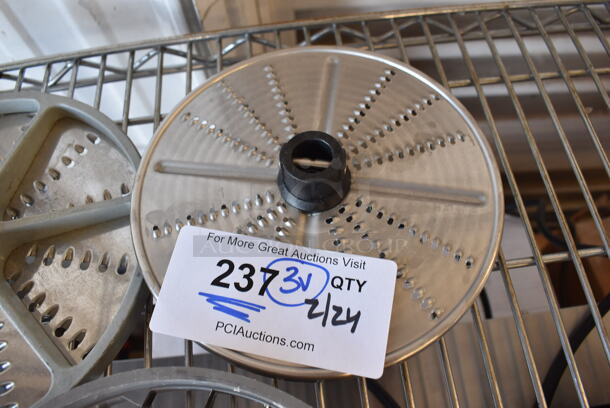 For More Great Auctions Visit
237 3v QTY
2/24
PCIAuctions.com